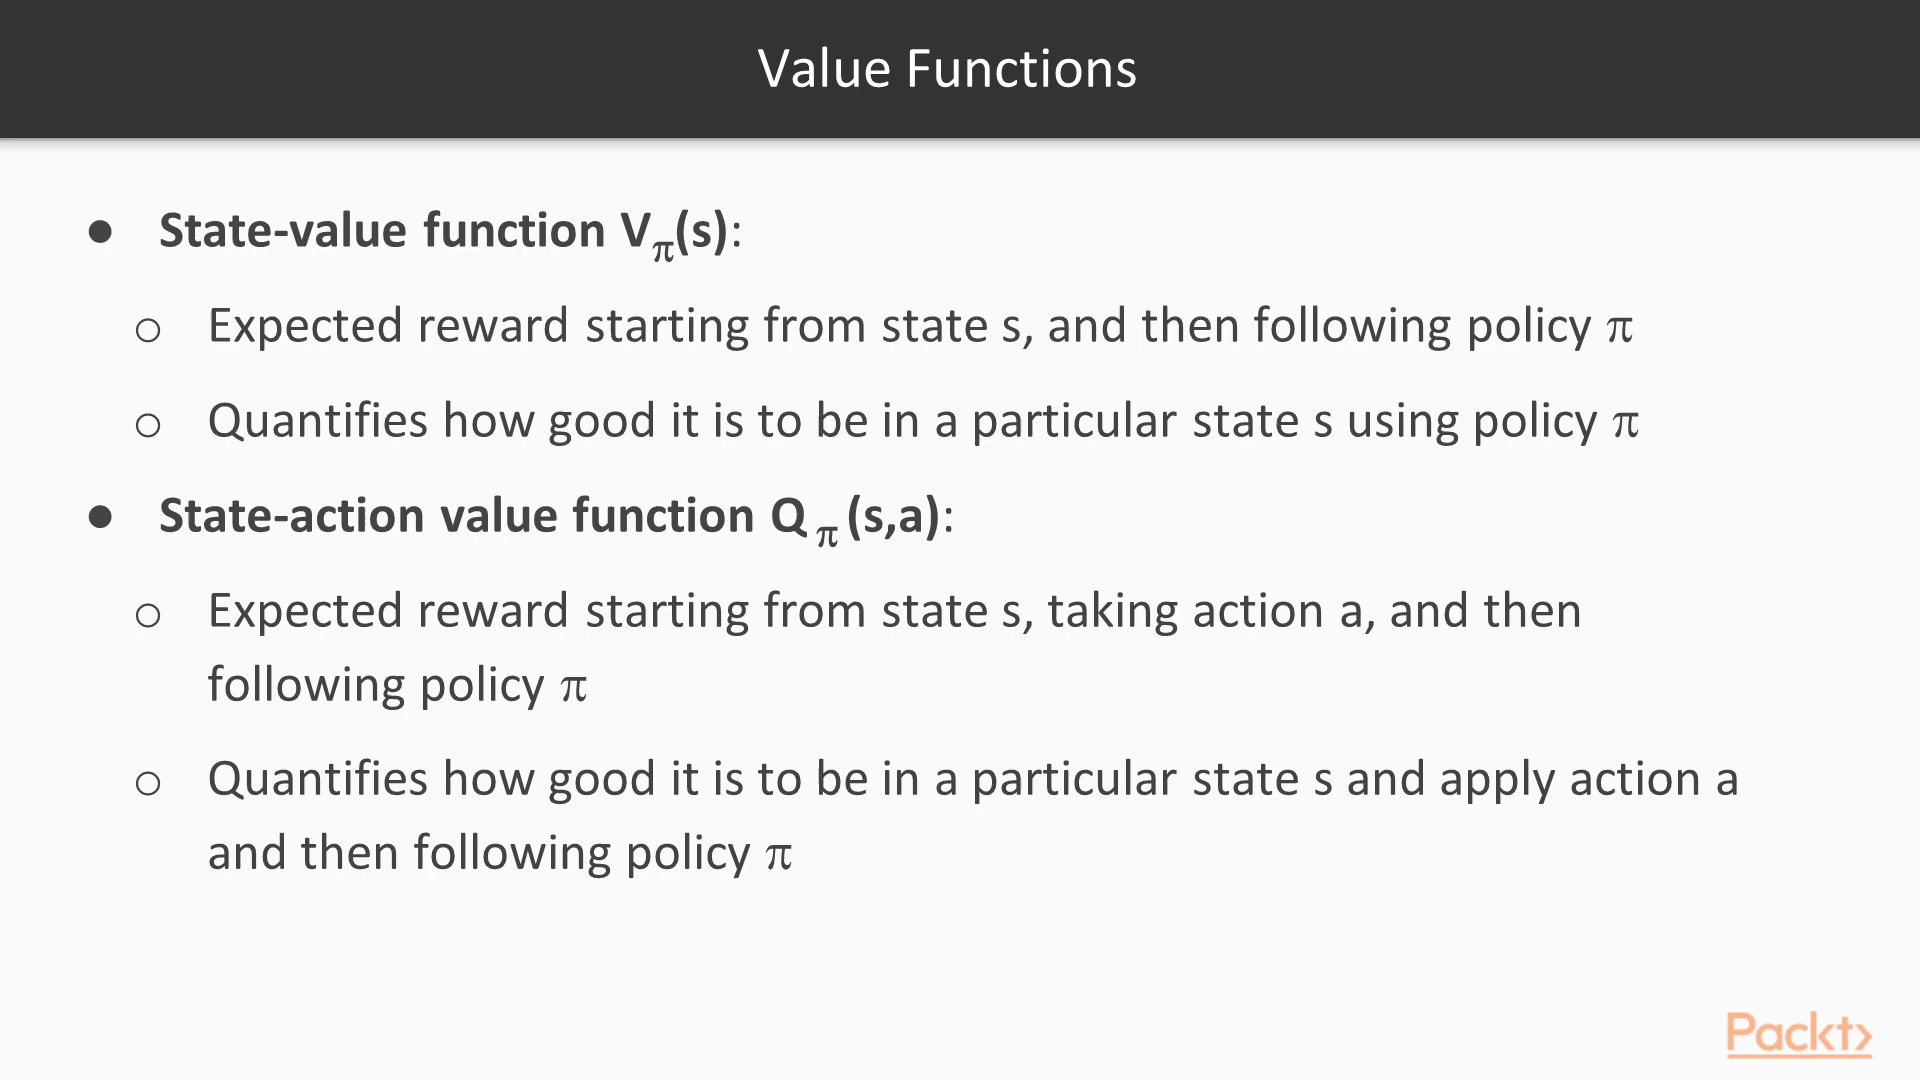 Value Functions
● State-value function Vπ(s):
○ Expected reward starting from state s, and then following policy π
○ Quantifies how good it is to be in a particular state s using policy π
● State-action value function Q π (s,a):
○ Expected reward starting from state s, taking action a, and then
following policy π
○ Quantifies how good it is to be in a particular state s and apply action a
and then following policy π
Packt>